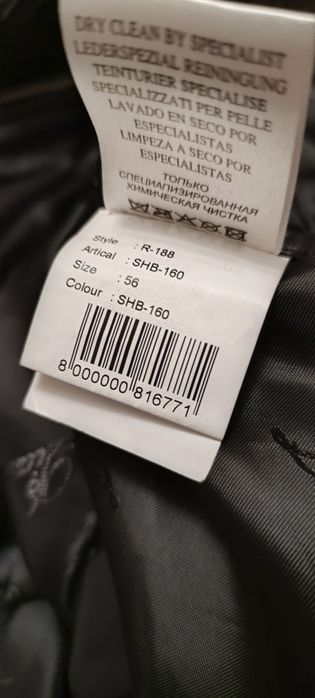 DRY CLEAN BY SPECIALIST
LEDERSPEZIAL REININGUNG
TEINTURIER SPECIALISE
SPECIALIZZATI PER PELLE
LAVADO EN SECO POR
ESPECIALISTAS
LIMPEZA A SECO POR
ESPECIALISTAS
ТОЛЬКО
СПЕЦИАЛИЗИРОВАННАЯ
ХИМИЧЕСКАЯ ЧИСТКА
Style : R-188
Artical : SHB-160
Size : 56
Colour : SHB-160
8 000000 816771